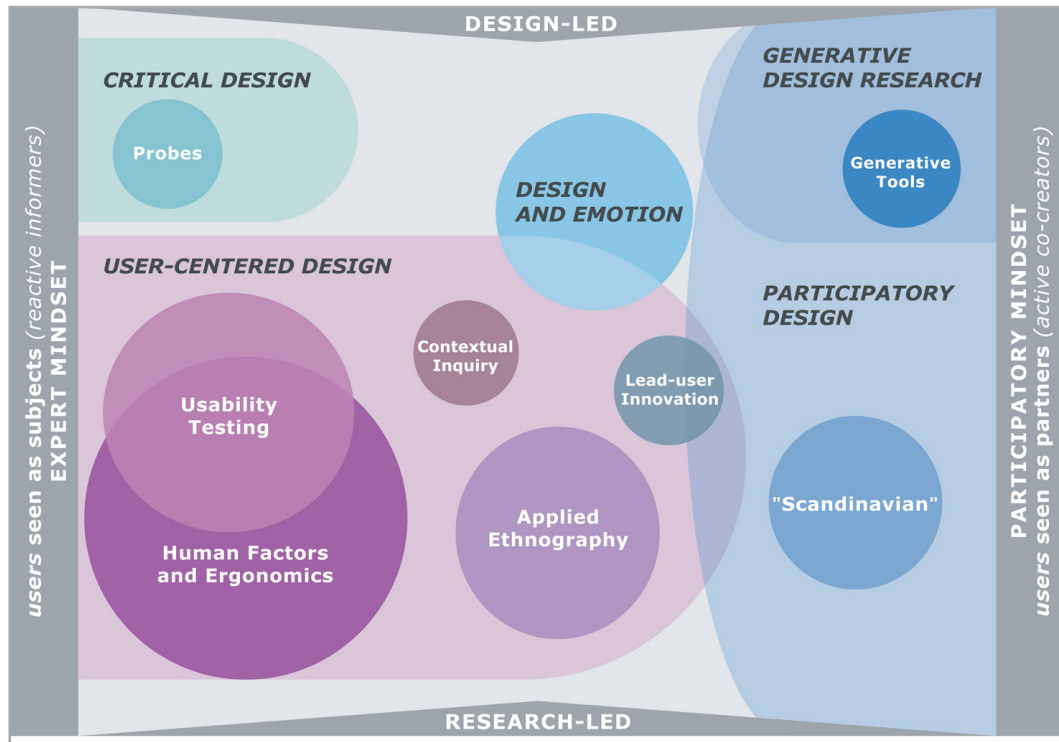 DESIGN-LED
users seen as subjects (reactive informers)
EXPERT MINDSET
CRITICAL DESIGN
Probes
GENERATIVE
DESIGN RESEARCH
Generative
Tools
DESIGN
AND EMOTION
USER-CENTERED DESIGN
Contextual
Inquiry
Lead-user
Innovation
PARTICIPATORY
DESIGN
Usability
Testing
Human Factors
and Ergonomics
Applied
Ethnography
"Scandinavian"
PARTICIPATORY MINDSET
users seen as partners (active co-creators)
RESEARCH-LED